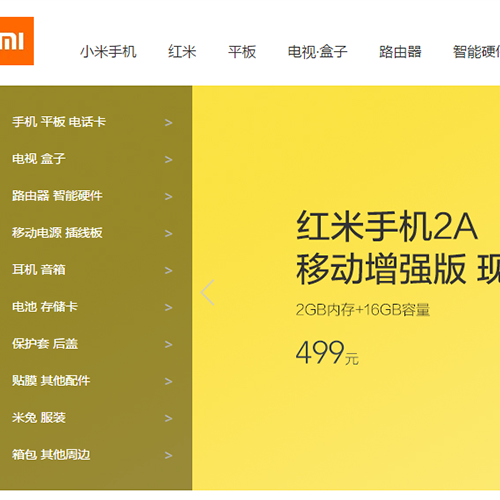 mi
小米手机 红米 平板 电视·盒子 路由器 智能硬
手机 平板 电话卡 >
电视 盒子 >
路由器 智能硬件 >
移动电源 插线板 >
耳机 音箱 >
电池 存储卡 >
保护套 后盖 >
贴膜 其他配件 >
米兔 服装 >
箱包 其他周边 >
红米手机2A
移动增强版 现
2GB内存+16GB容量
499元